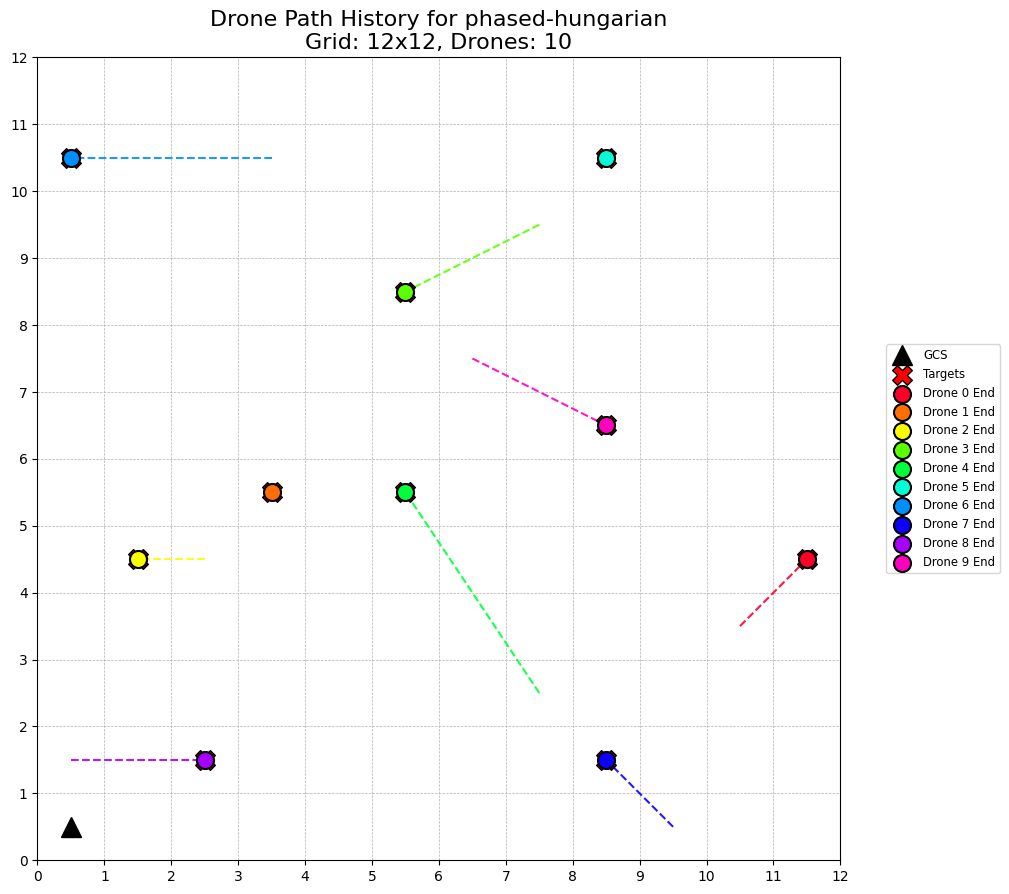 Drone Path History for phased-hungarian
Grid: 12x12, Drones: 10
12
11
10
9
8
7
6
5
4
3
2
1
0
0 1 2 3 4 5 6 7 8 9 10 11 12
GCS
Targets
Drone 0 End
Drone 1 End
Drone 2 End
Drone 3 End
Drone 4 End
Drone 5 End
Drone 6 End
Drone 7 End
Drone 8 End
Drone 9 End